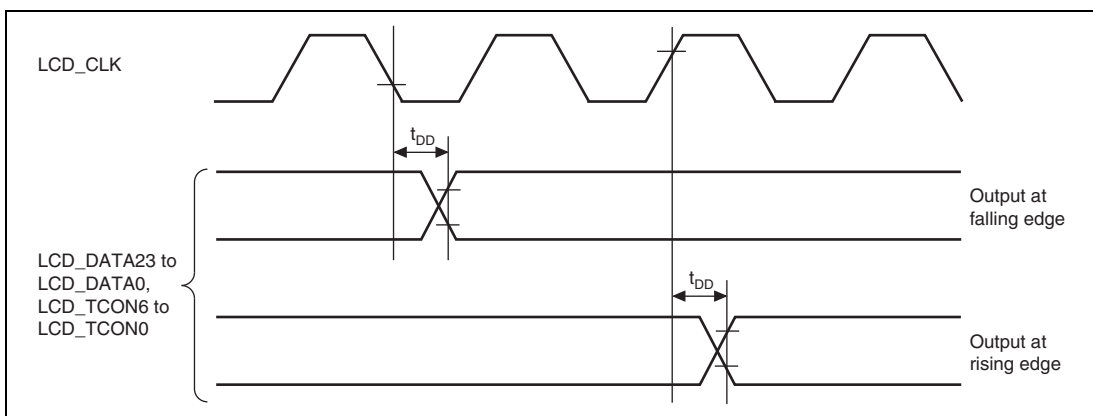 LCD_CLK
tDD
Output at
falling edge
LCD_DATA23 to
LCD_DATA0,
LCD_TCON6 to
LCD_TCON0
tDD
Output at
rising edge